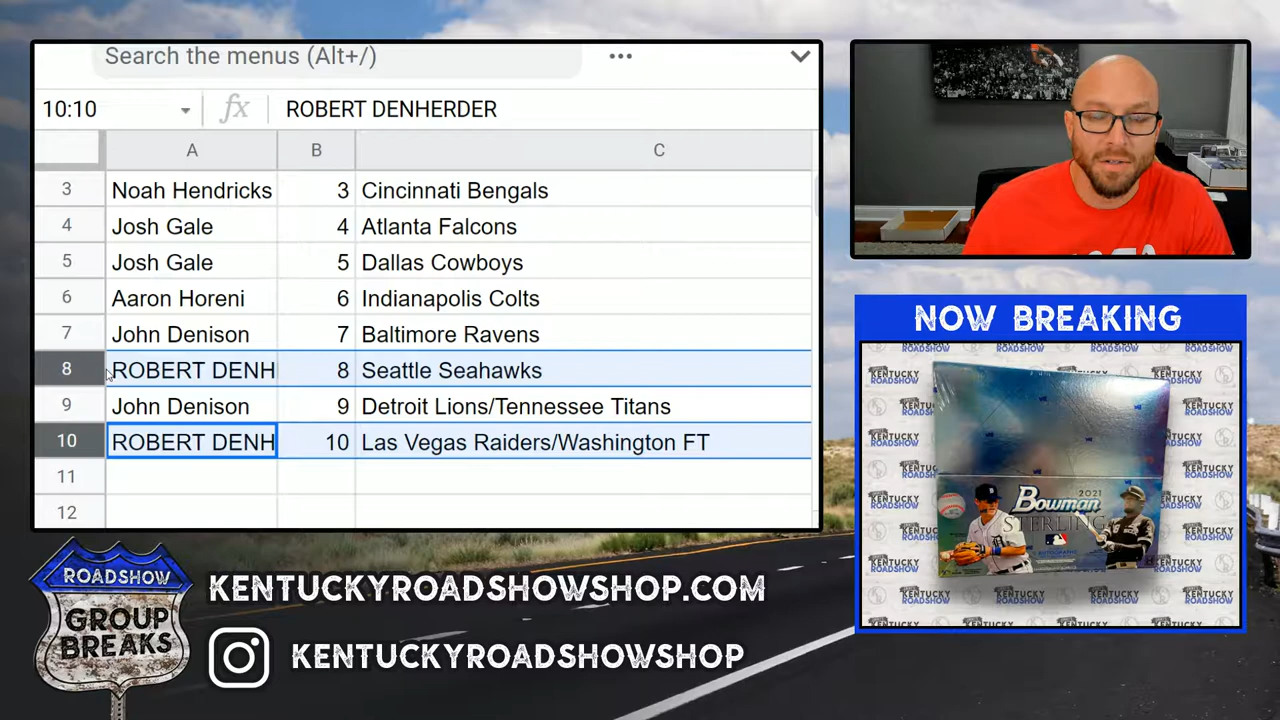 Search the menus (Alt+/)
10:10
fx
ROBERT DENHERDER
A
B
C
3 Noah Hendricks 3 Cincinnati Bengals
4 Josh Gale 4 Atlanta Falcons
5 Josh Gale 5 Dallas Cowboys
6 Aaron Horeni 6 Indianapolis Colts
7 John Denison 7 Baltimore Ravens
8 ROBERT DENH 8 Seattle Seahawks
9 John Denison 9 Detroit Lions/Tennessee Titans
10 ROBERT DENH 10 Las Vegas Raiders/Washington FT
11
12
NOW BREAKING
KENTUCKY
ROADSHOW
2021
Bowman
STERLING
ROADSHOW
GROUP
BREAKS
KENTUCKYROADSHOWSHOP.COM
KENTUCKYROADSHOWSHOP